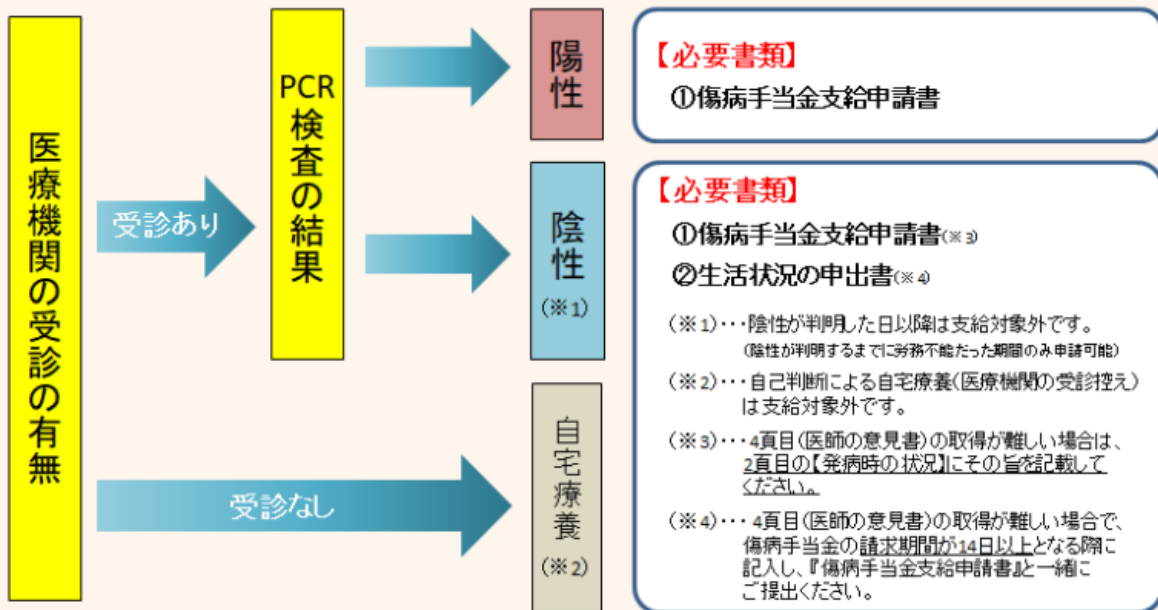 医療機関の受診の有無
受診あり
受診なし
PCR
検査の結果
陽性
陰性
(※1)
自宅療養
(※2)
【必要書類】
①傷病手当金支給申請書
【必要書類】
①傷病手当金支給申請書(※3)
②生活状況の申出書(※4)
(※1)・・・陰性が判明した日以降は支給対象外です。
(陰性が判明するまでに労務不能だった期間のみ申請可能)
(※2)・・・自己判断による自宅療養(医療機関の受診控え)
は支給対象外です。
(※3)・・・4頁目(医師の意見書)の取得が難しい場合は、
2頁目の【発病時の状況】にその旨を記載して
ください。
(※4)・・・4頁目(医師の意見書)の取得が難しい場合で、
傷病手当金の請求期間が14日以上となる際に
記入し、『傷病手当金支給申請書』と一緒に
ご提出ください。